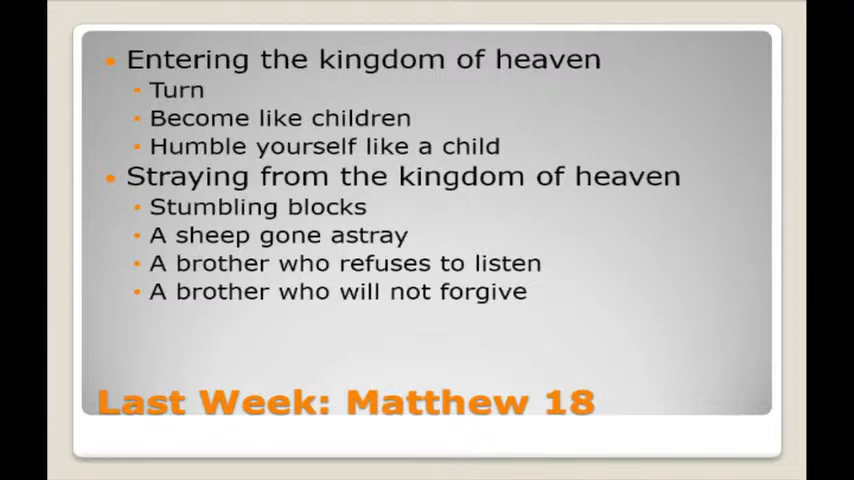 • Entering the kingdom of heaven
▪ Turn
▪ Become like children
▪ Humble yourself like a child
• Straying from the kingdom of heaven
▪ Stumbling blocks
▪ A sheep gone astray
▪ A brother who refuses to listen
▪ A brother who will not forgive
Last Week: Matthew 18